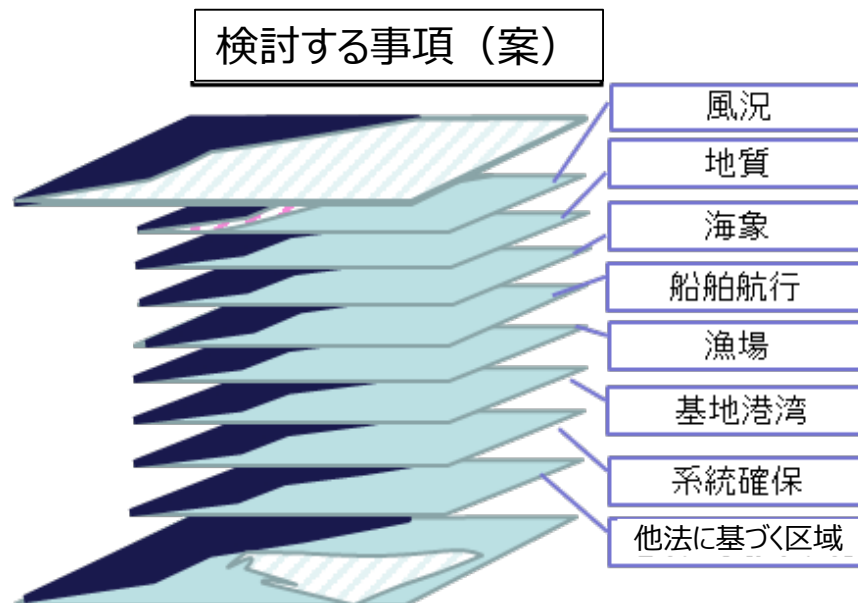 検討する事項（案）
風況
地質
海象
船舶航行
漁場
基地港湾
系統確保
他法に基づく区域